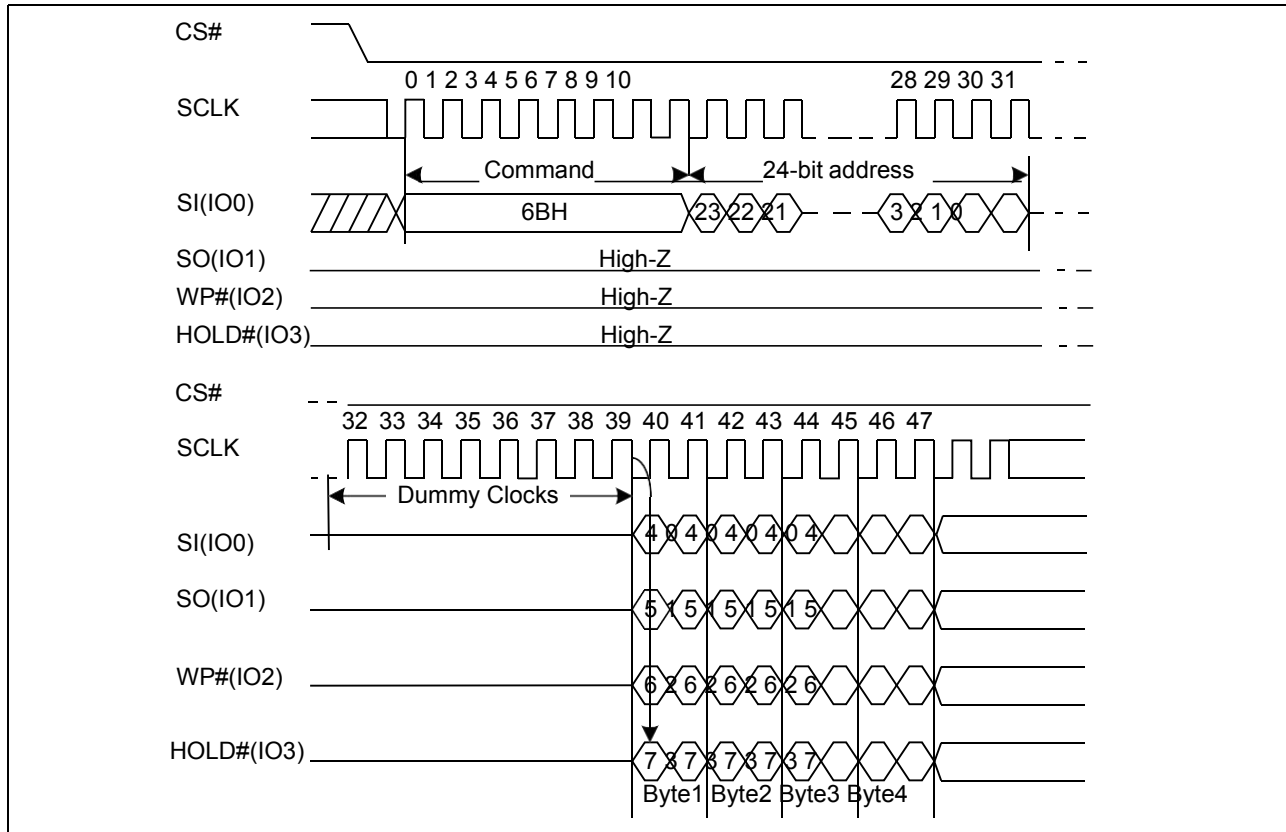 CS#
0 1 2 3 4 5 6 7 8 9 10 28 29 30 31
SCLK
Command 24-bit address
SI(IO0) 6BH 23 22 21 3 2 1 0
SO(IO1) High-Z
WP#(IO2) High-Z
HOLD#(IO3) High-Z
CS#
32 33 34 35 36 37 38 39 40 41 42 43 44 45 46 47
SCLK
Dummy Clocks
SI(IO0) 4 0 4 0 4 0 4 0 4
SO(IO1) 5 1 5 1 5 1 5 1 5
WP#(IO2) 6 2 6 2 6 2 6 2 6
HOLD#(IO3) 7 3 7 3 7 3 7 3 7
Byte1 Byte2 Byte3 Byte4